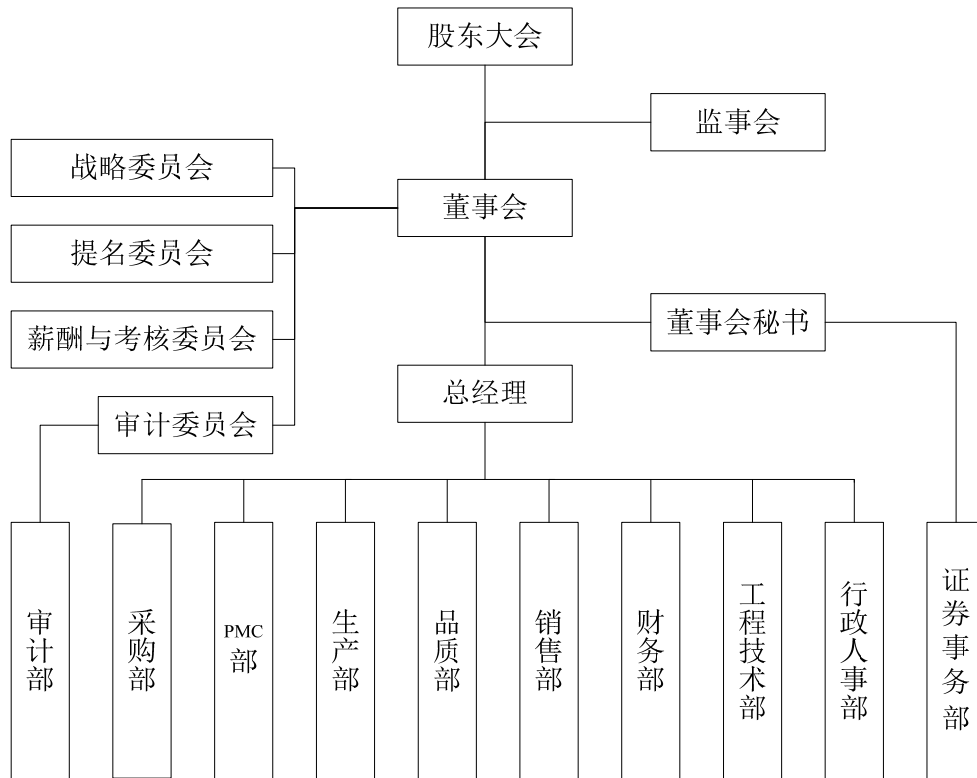 股东大会
监事会
战略委员会
董事会
提名委员会
董事会秘书
薪酬与考核委员会
总经理
审计委员会
审计部
采购部
PMC
部
生产部
品质部
销售部
财务部
工程技术部
行政人事部
证券事务部